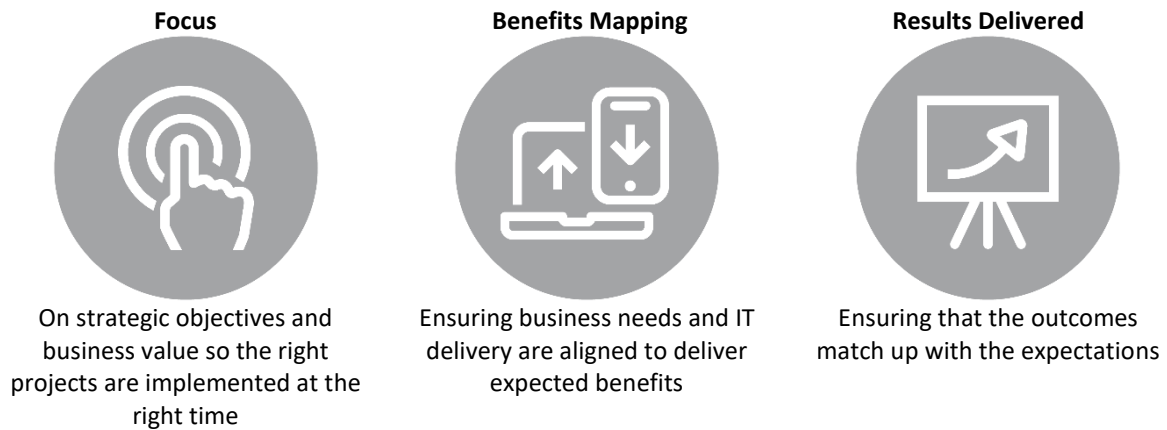 Focus
On strategic objectives and
business value so the right
projects are implemented at the
right time
Benefits Mapping
Ensuring business needs and IT
delivery are aligned to deliver
expected benefits
Results Delivered
Ensuring that the outcomes
match up with the expectations